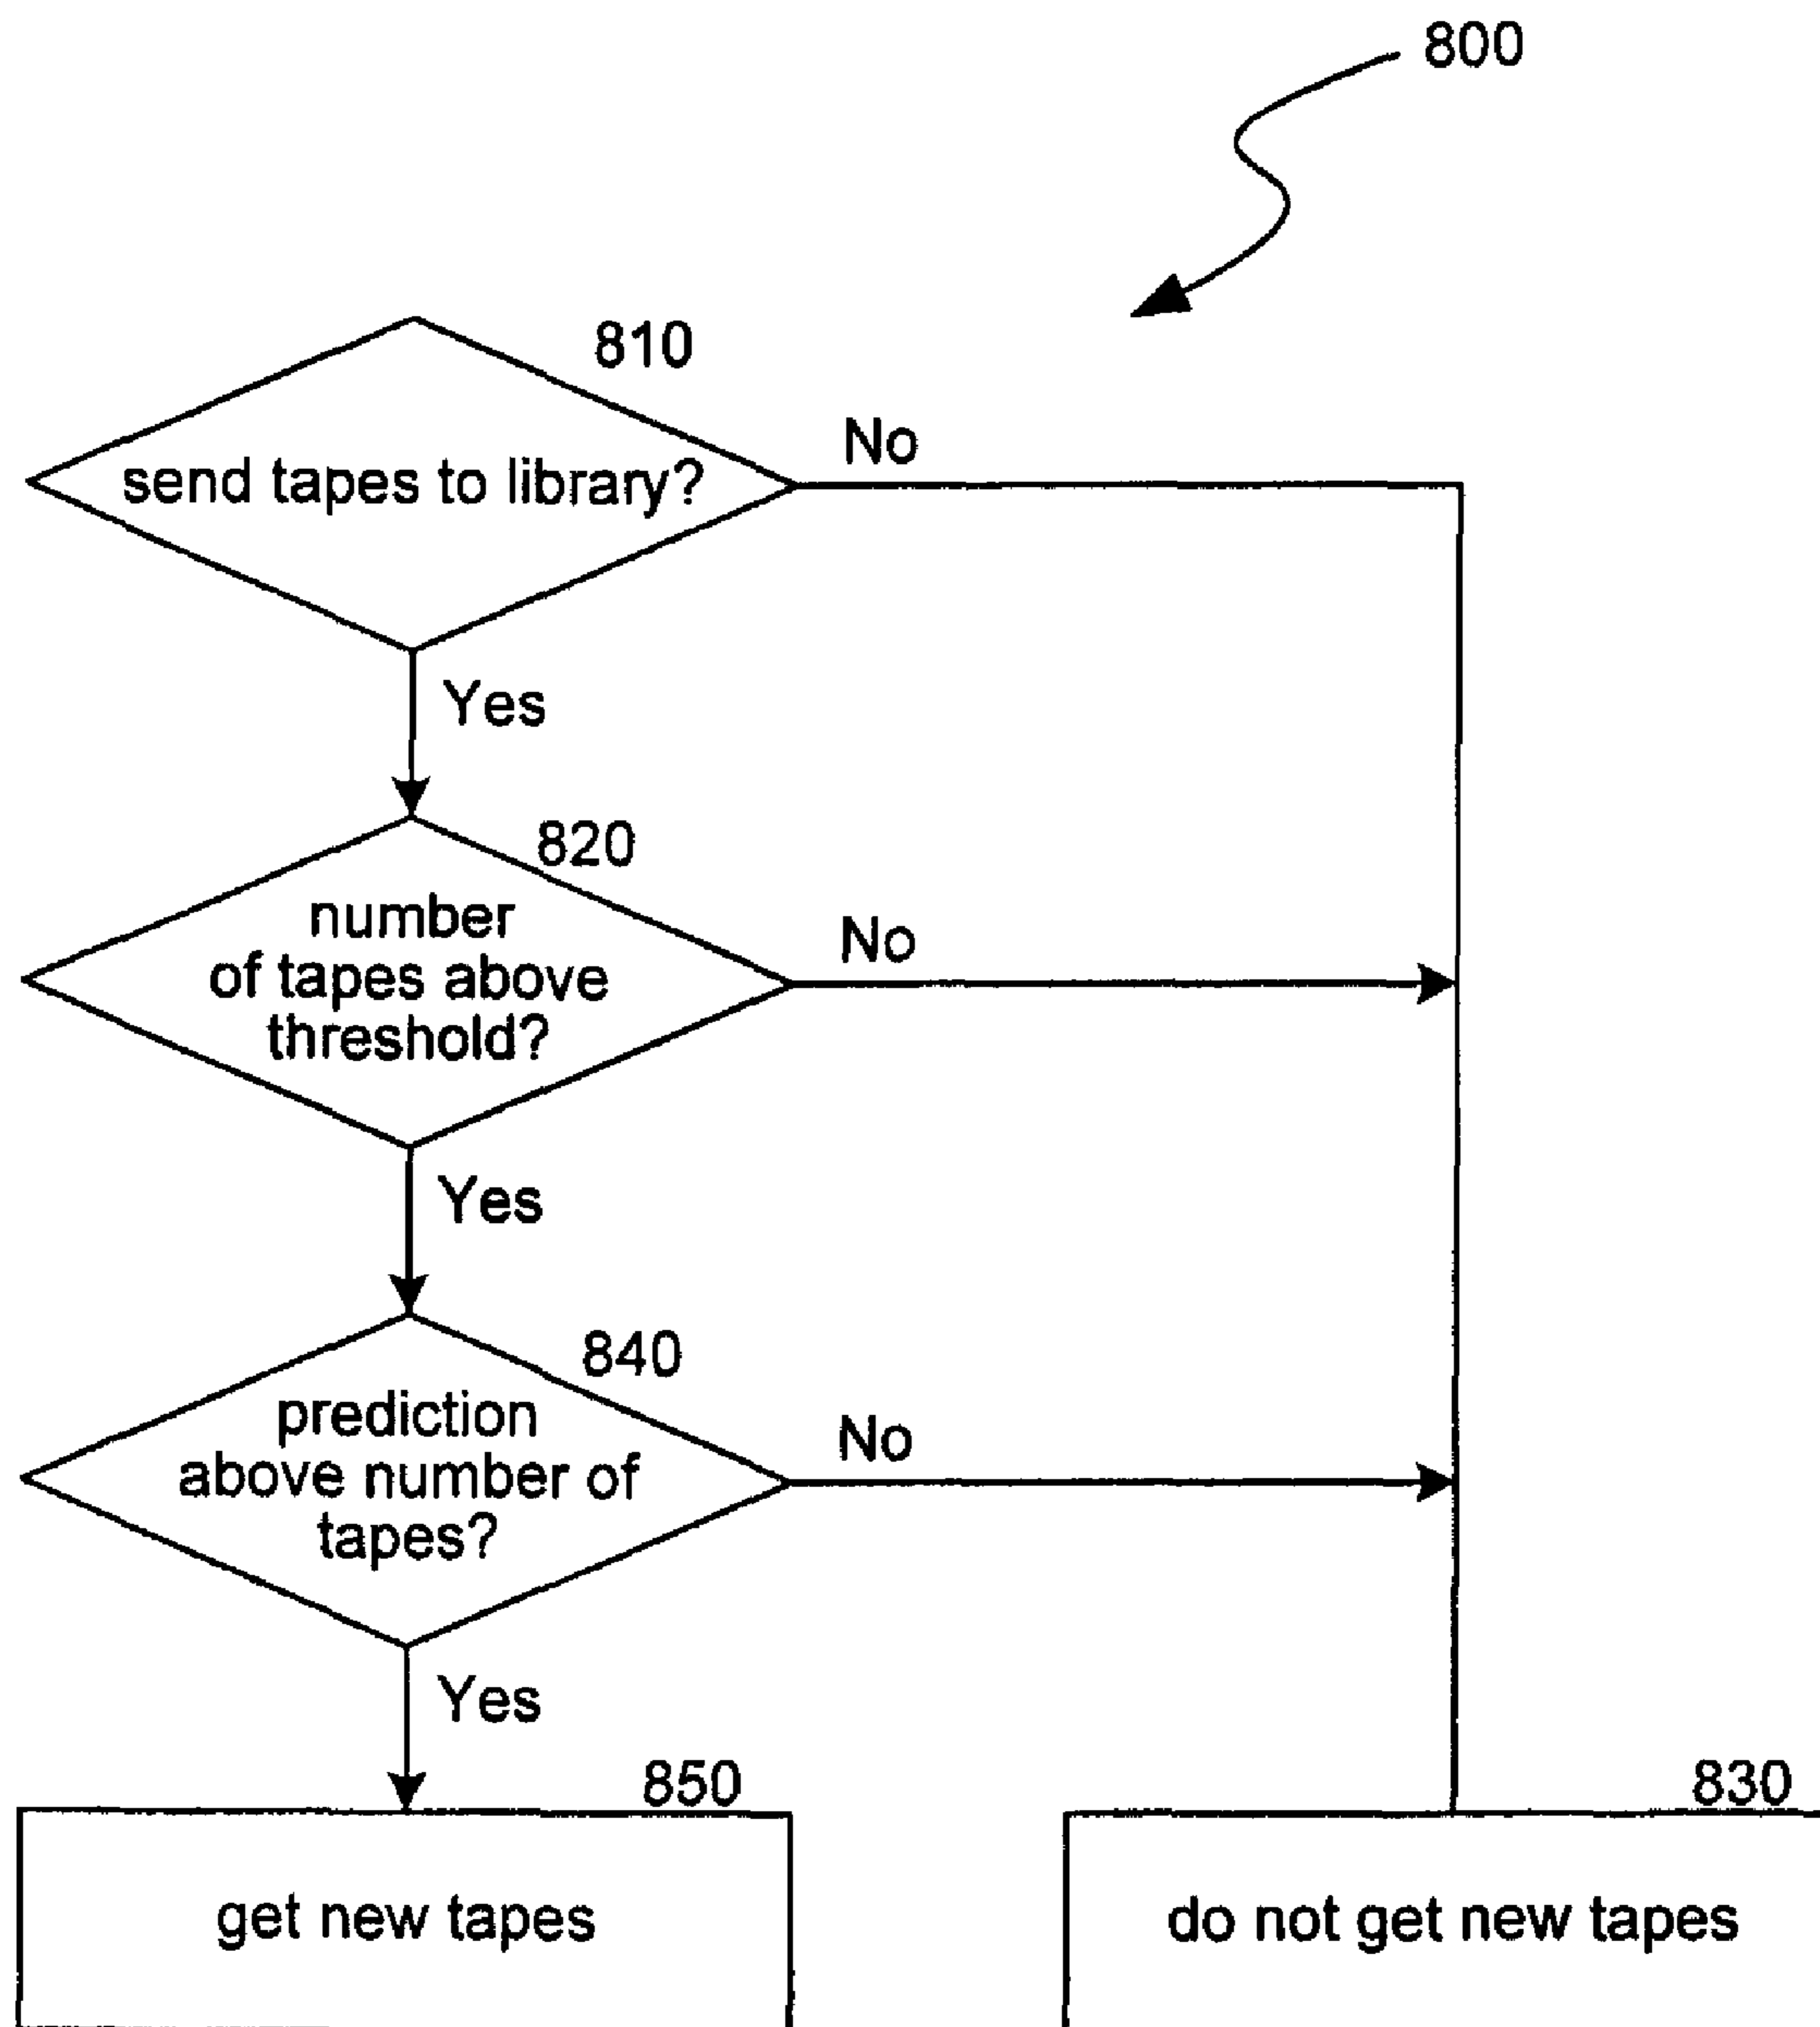 800
810
send tapes to library?
No
Yes
820
number
of tapes above
threshold?
No
Yes
840
prediction
above number of
tapes?
No
Yes
850
get new tapes
830
do not get new tapes